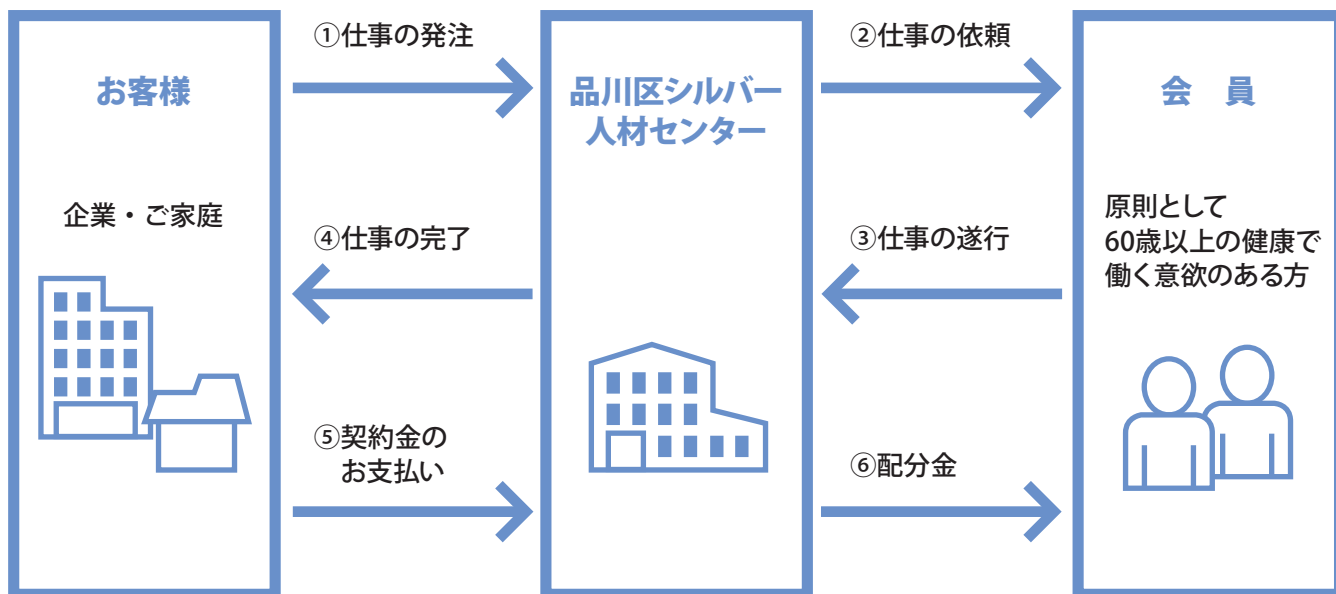 お客様
企業・ご家庭
①仕事の発注
④仕事の完了
⑤契約金の
お支払い
品川区シルバー
人材センター
②仕事の依頼
③仕事の遂行
⑥配分金
会　員
原則として
60歳以上の健康で
働く意欲のある方